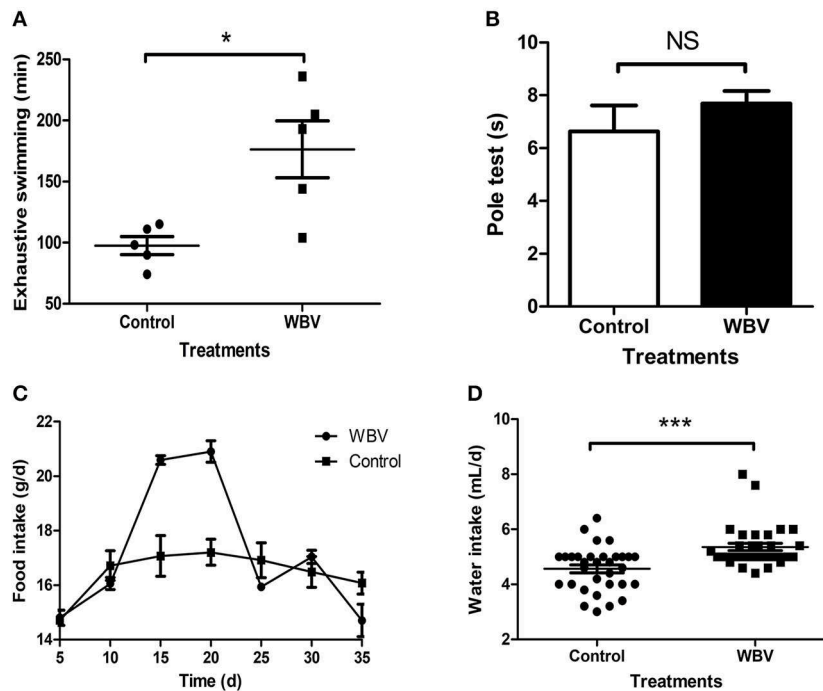 A
*
Exhaustive swimming (min)
250
200
150
100
50
Control
WBV
Treatments
B
NS
Pole test (s)
10
8
6
4
2
0
Control
WBV
Treatments
C
Food intake (g/d)
22
20
18
16
14
WBV
Control
5
10
15
20
25
30
35
Time (d)
D
***
Water intake (mL/d)
10
8
6
4
2
Control
WBV
Treatments